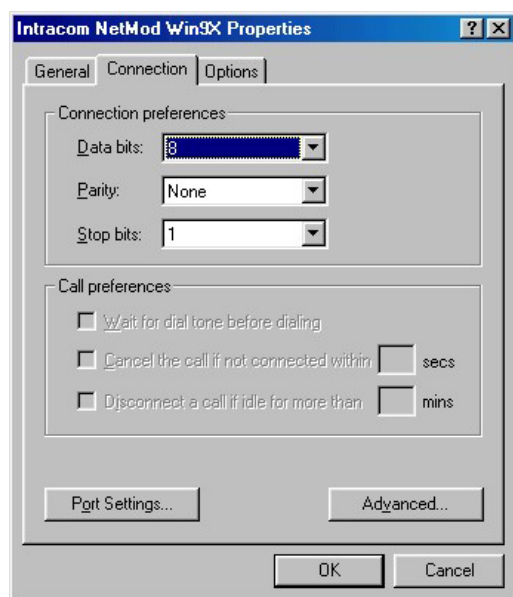 Intracom NetMod Win9X Properties
General Connection Options
Connection preferences
Data bits: 8
Parity: None
Stop bits: 1
Call preferences
Wait for dial tone before dialing
Cancel the call if not connected within secs
Disconnect a call if idle for more than mins
Port Settings... Advanced...
OK Cancel